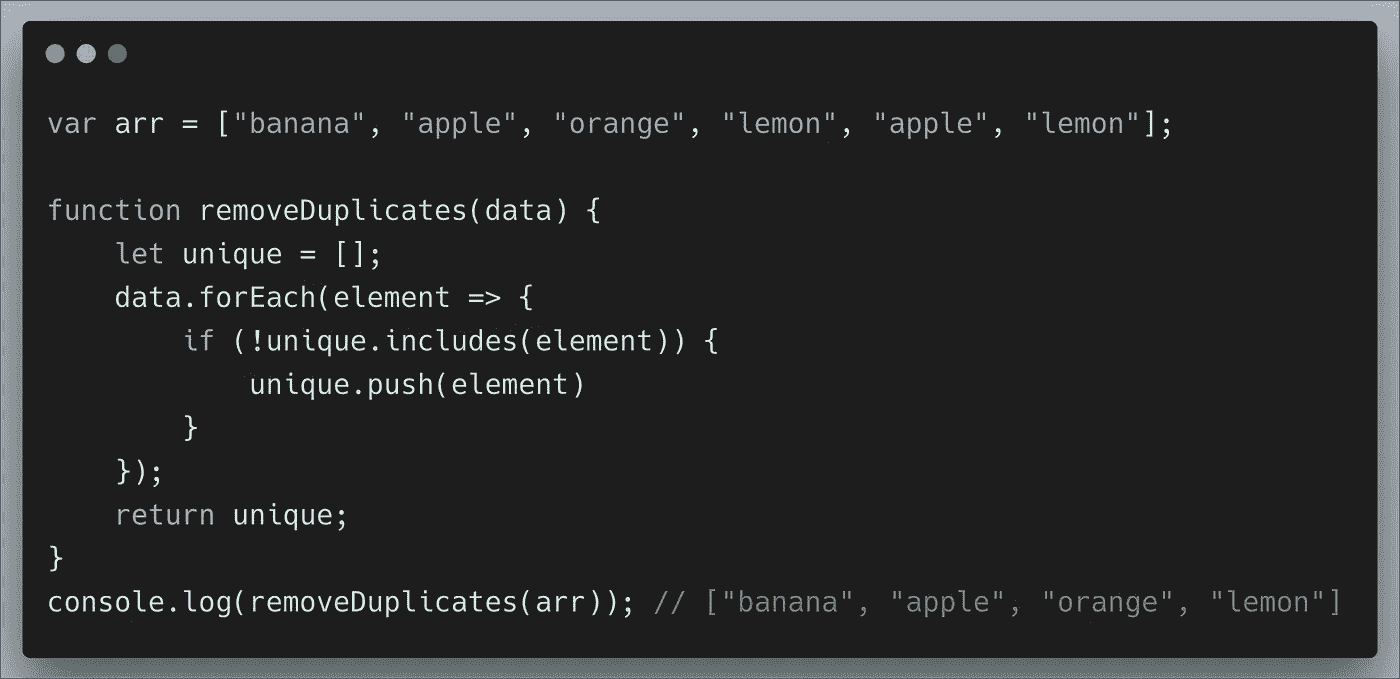 var arr = ["banana", "apple", "orange", "lemon", "apple", "lemon"];
function removeDuplicates(data) {
    let unique = [];
    data.forEach(element => {
        if (!unique.includes(element)) {
            unique.push(element)
        }
    });
    return unique;
}
console.log(removeDuplicates(arr)); // ["banana", "apple", "orange", "lemon"]